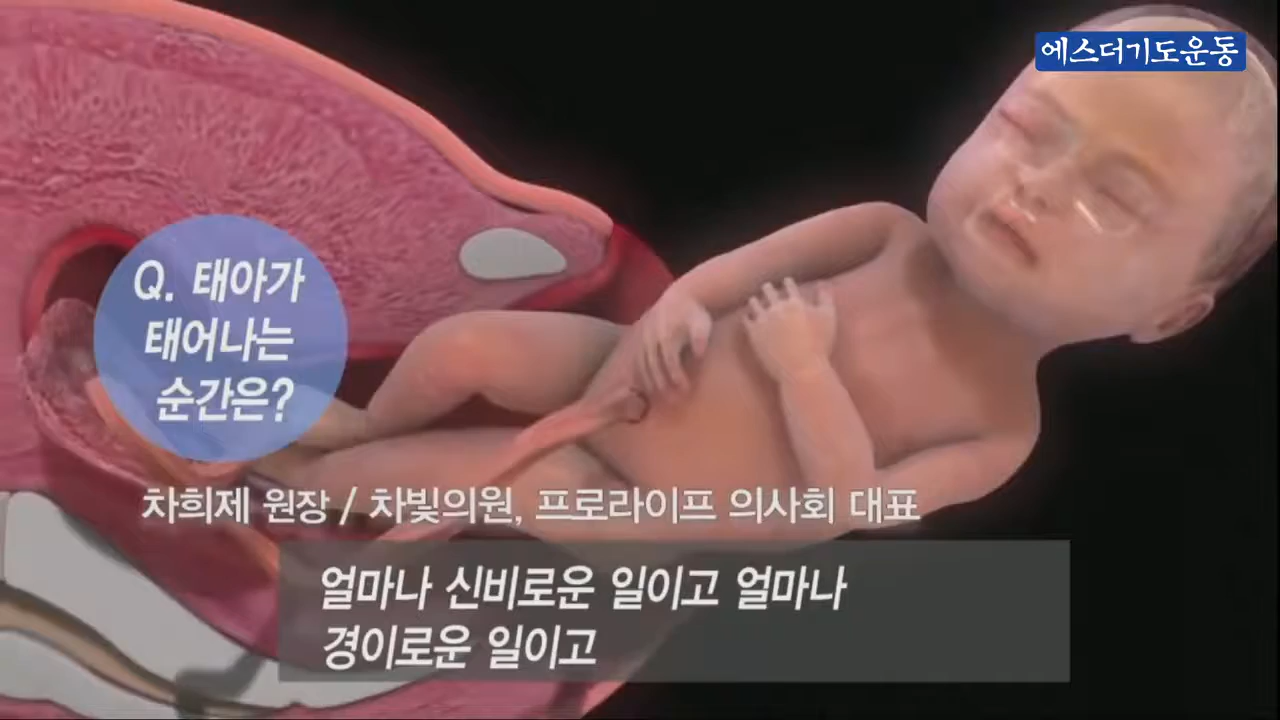 에스더기도운동
Q. 태아가
태어나는
순간은?
차희제 원장 / 차빛의원, 프로라이프 의사회 대표
얼마나 신비로운 일이고 얼마나
경이로운 일이고